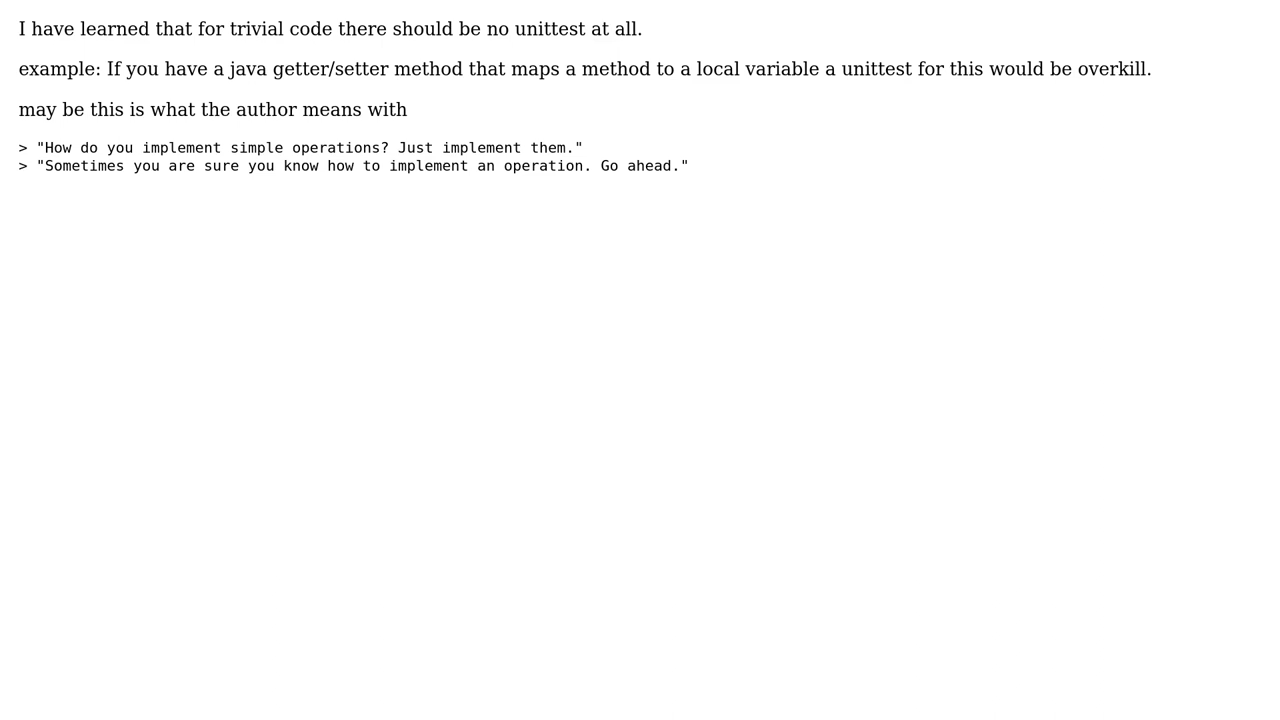 I have learned that for trivial code there should be no unittest at all.
example: If you have a java getter/setter method that maps a method to a local variable a unittest for this would be overkill.
may be this is what the author means with
> "How do you implement simple operations? Just implement them."
> "Sometimes you are sure you know how to implement an operation. Go ahead."